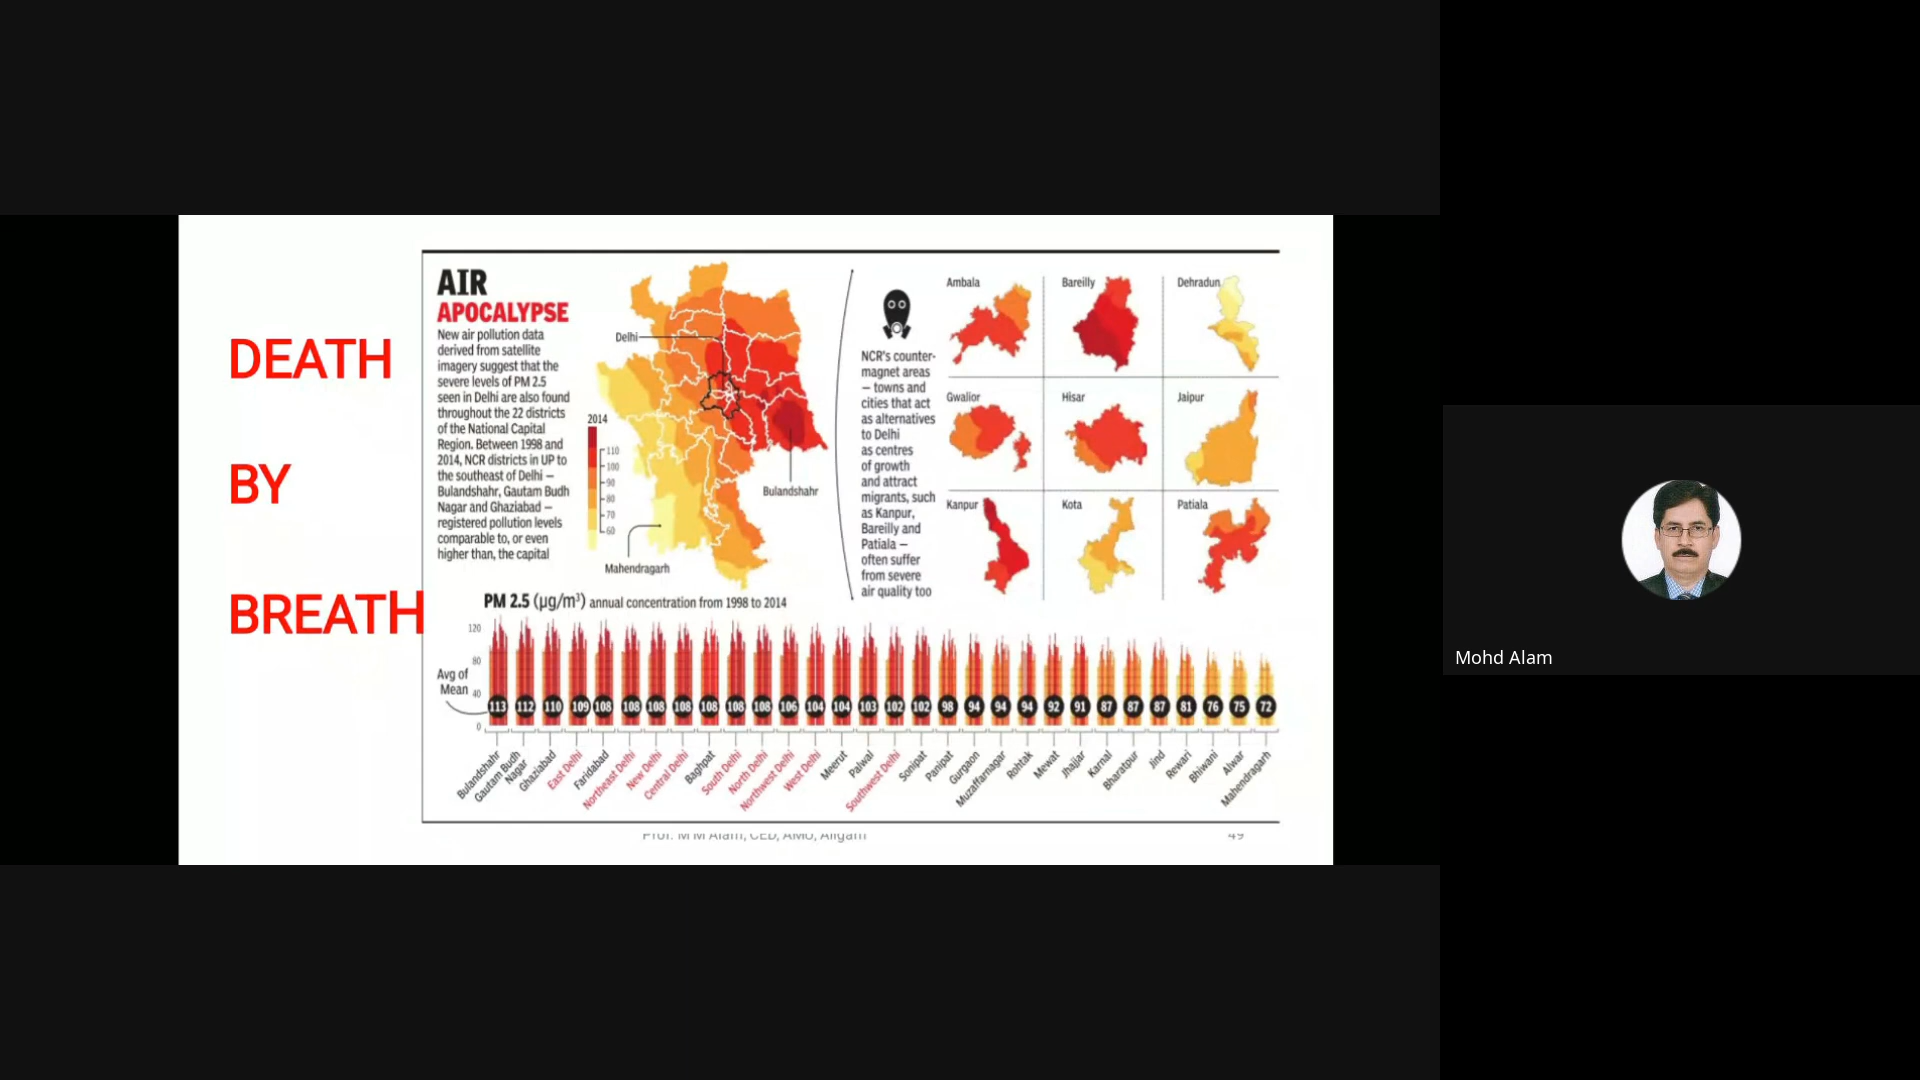 DEATH
BY
BREATH
AIR
APOCALYPSE
New air pollution data
derived from satellite
imagery suggest that the
severe levels of PM 2.5
seen in Delhi are also found
throughout the 22 districts
of the National Capital
Region. Between 1998 and
2014, NCR districts in UP to
the southeast of Delhi —
Bulandshahr, Gautam Budh
Nagar and Ghaziabad —
registered pollution levels
comparable to, or even
higher than, the capital
Delhi
2014
110
100
90
80
70
60
Bulandshahr
Mahendragarh
NCR's counter-
magnet areas
— towns and
cities that act
as alternatives
to Delhi
as centres
of growth
and attract
migrants, such
as Kanpur,
Bareilly and
Patiala —
often suffer
from severe
air quality too
Ambala
Bareilly
Dehradun
Gwalior
Hisar
Jaipur
Kanpur
Kota
Patiala
PM 2.5 (µg/m³) annual concentration from 1998 to 2014
120
80
40
0
Avg of
Mean
113 112 110 109 108 108 108 108 108 108 108 106 104 104 103 102 102 98 94 94 94 92 91 87 87 87 81 76 75 72
Bulandshahr
Gautam Budh
Nagar
Ghaziabad
East Delhi
Faridabad
Northeast Delhi
New Delhi
Central Delhi
Baghpat
South Delhi
North Delhi
Northwest Delhi
West Delhi
Meerut
Palwal
Southwest Delhi
Sonipat
Panipat
Gurgaon
Muzaffarnagar
Rohtak
Mewat
Jhajjar
Karnal
Bharatpur
Jind
Rewari
Bhiwani
Alwar
Mahendragarh
Prof. M M Alam, CED, AMU, Aligarh
49
Mohd Alam